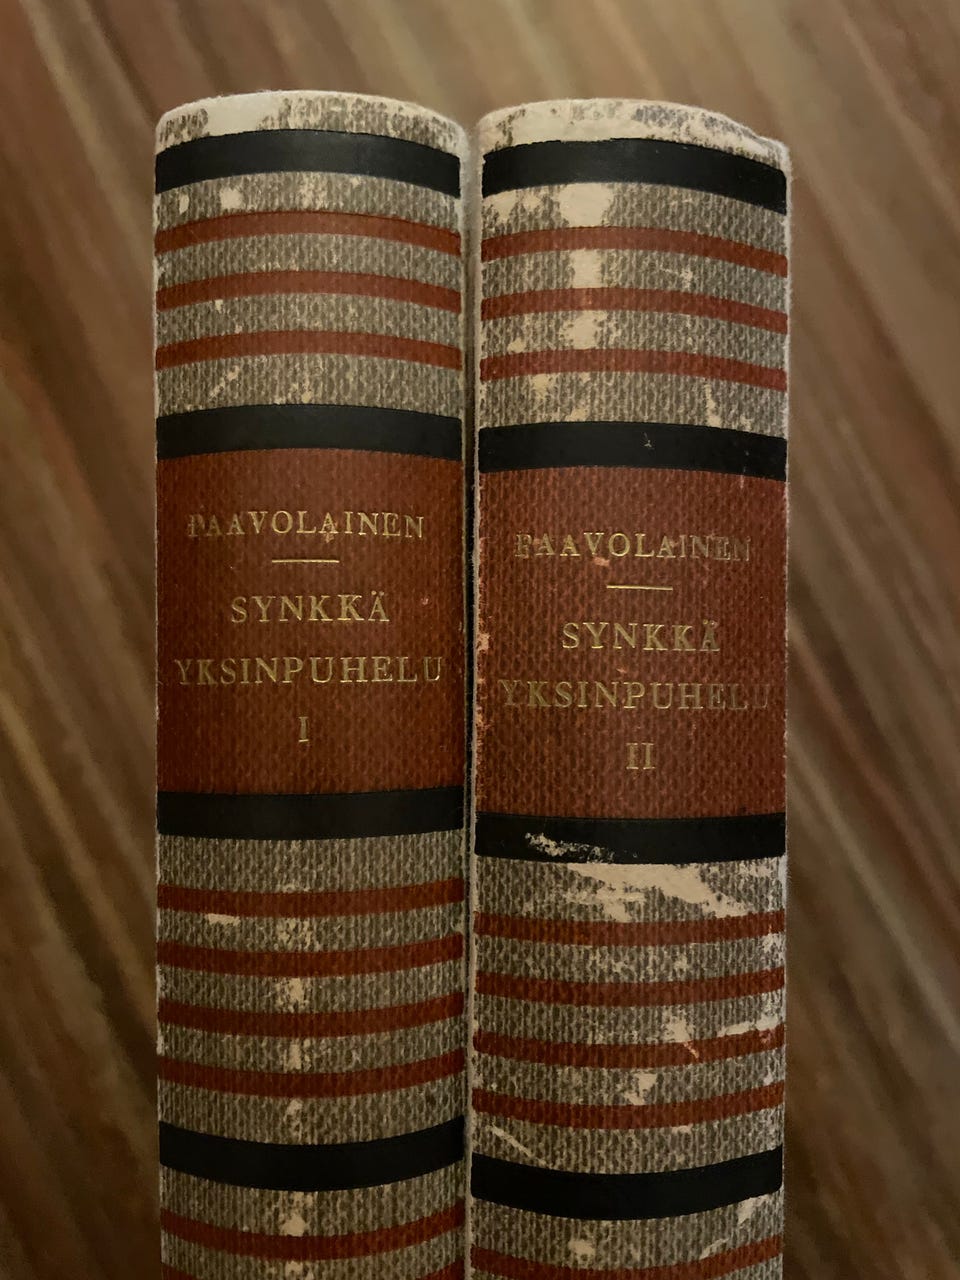 PAAVOLAINEN
SYNKKÄ
YKSINPUHELU
I
PAAVOLAINEN
SYNKKÄ
YKSINPUHELU
II